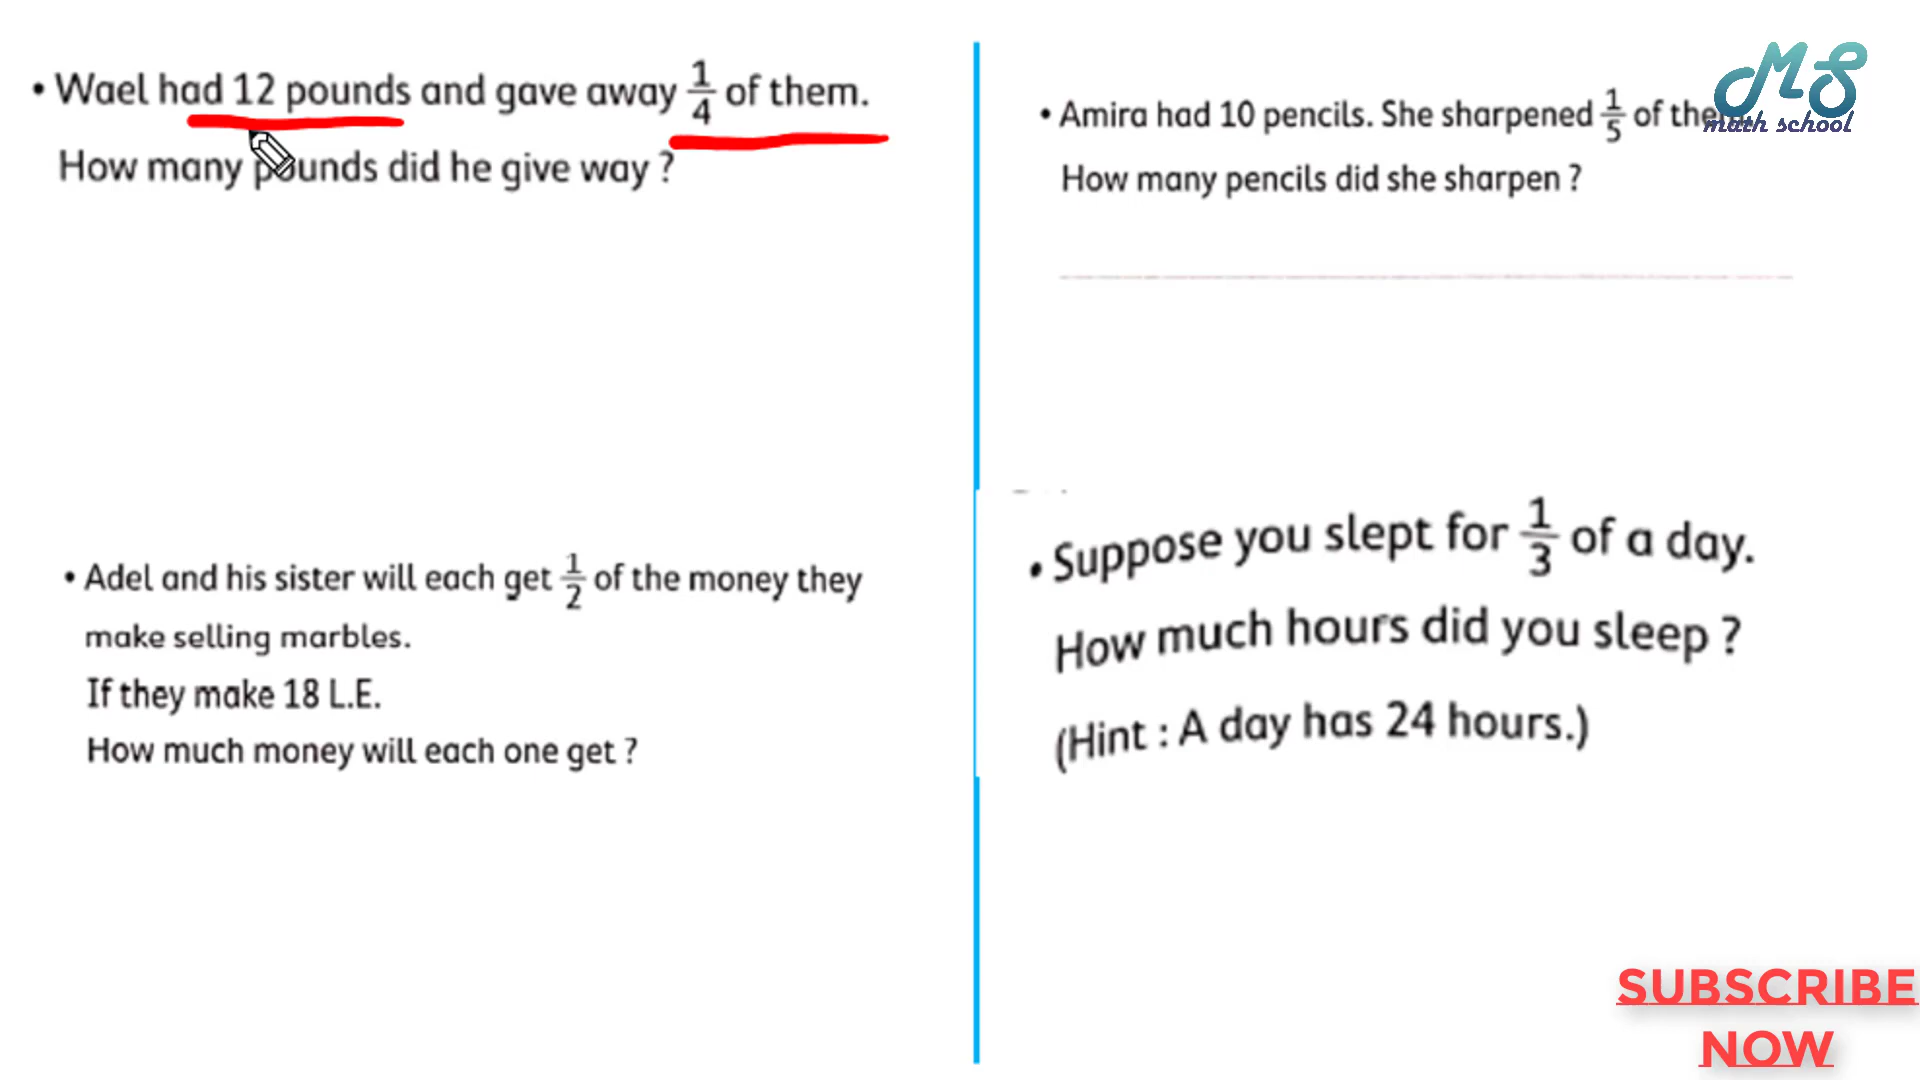 • Wael had 12 pounds and gave away 1/4 of them.
How many pounds did he give way ?
• Amira had 10 pencils. She sharpened 1/5 of them.
How many pencils did she sharpen ?
MS
math school
• Adel and his sister will each get 1/2 of the money they
make selling marbles.
If they make 18 L.E.
How much money will each one get ?
• Suppose you slept for 1/3 of a day.
How much hours did you sleep ?
(Hint : A day has 24 hours.)
SUBSCRIBE
NOW